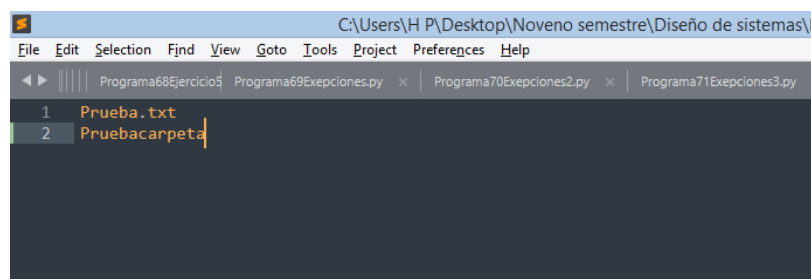 C:\Users\H P\Desktop\Noveno semestre\Diseño de sistemas\
File Edit Selection Find View Goto Tools Project Preferences Help
Programa68Ejercicio5 Programa69Exepciones.py × Programa70Exepciones2.py × Programa71Exepciones3.py
1 Prueba.txt
2 Pruebacarpeta